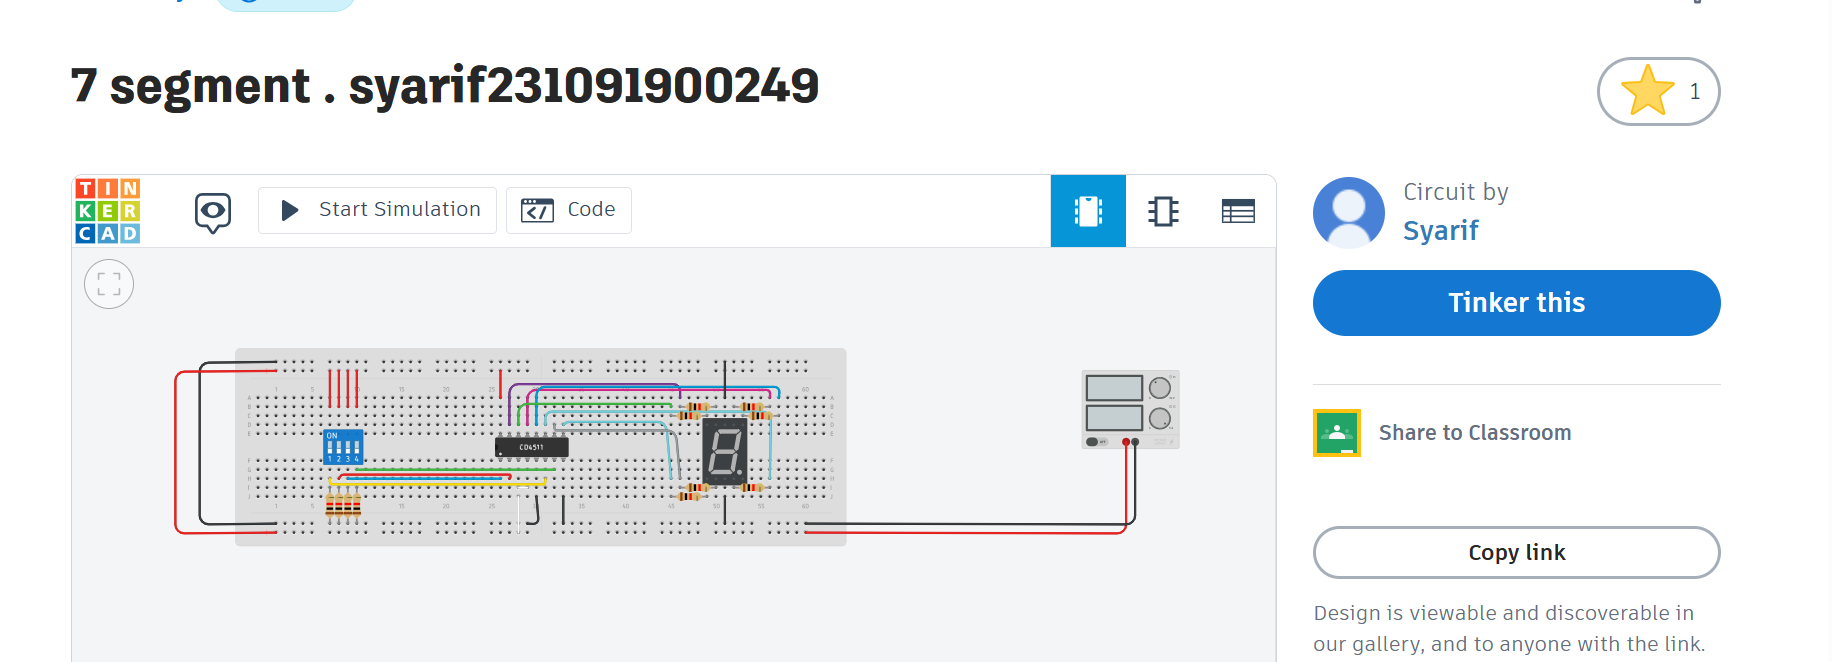 7 segment . syarif231091900249
1
TINKERCAD
Start Simulation
Code
Circuit by
Syarif
Tinker this
Share to Classroom
Copy link
Design is viewable and discoverable in
our gallery, and to anyone with the link.
ON
1 2 3 4
CD4511